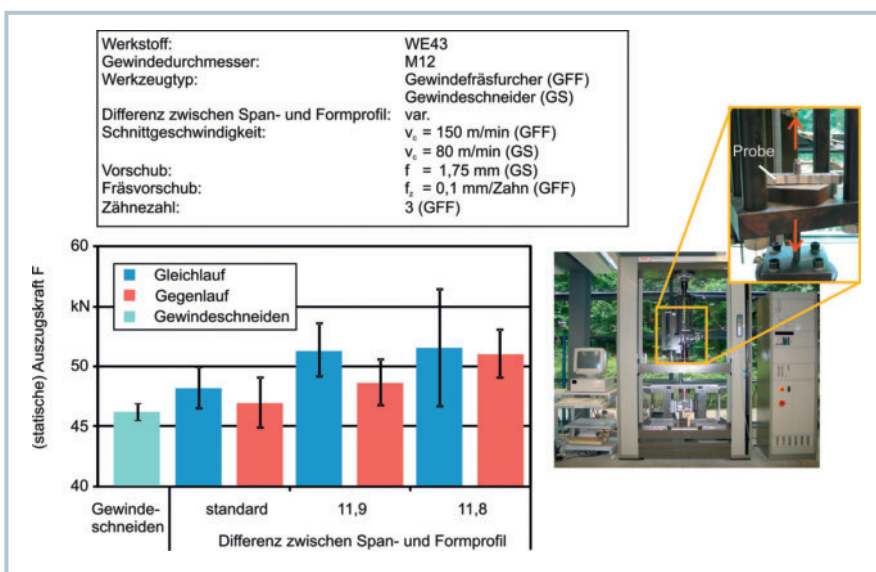 Werkstoff: WE43
Gewindedurchmesser: M12
Werkzeugtyp: Gewindefräsfurcher (GFF)
Gewindeschneider (GS)
Differenz zwischen Span- und Formprofil: var.
Schnittgeschwindigkeit: v_c = 150 m/min (GFF)
v_c = 80 m/min (GS)
Vorschub: f = 1,75 mm (GS)
Fräsvorschub: f_z = 0,1 mm/Zahn (GFF)
Zähnezahl: 3 (GFF)
Probe
(statische) Auszugskraft F
60
kN
50
45
40
Gleichlauf
Gegenlauf
Gewindeschneiden
Gewinde-
schneiden
standard 11,9 11,8
Differenz zwischen Span- und Formprofil